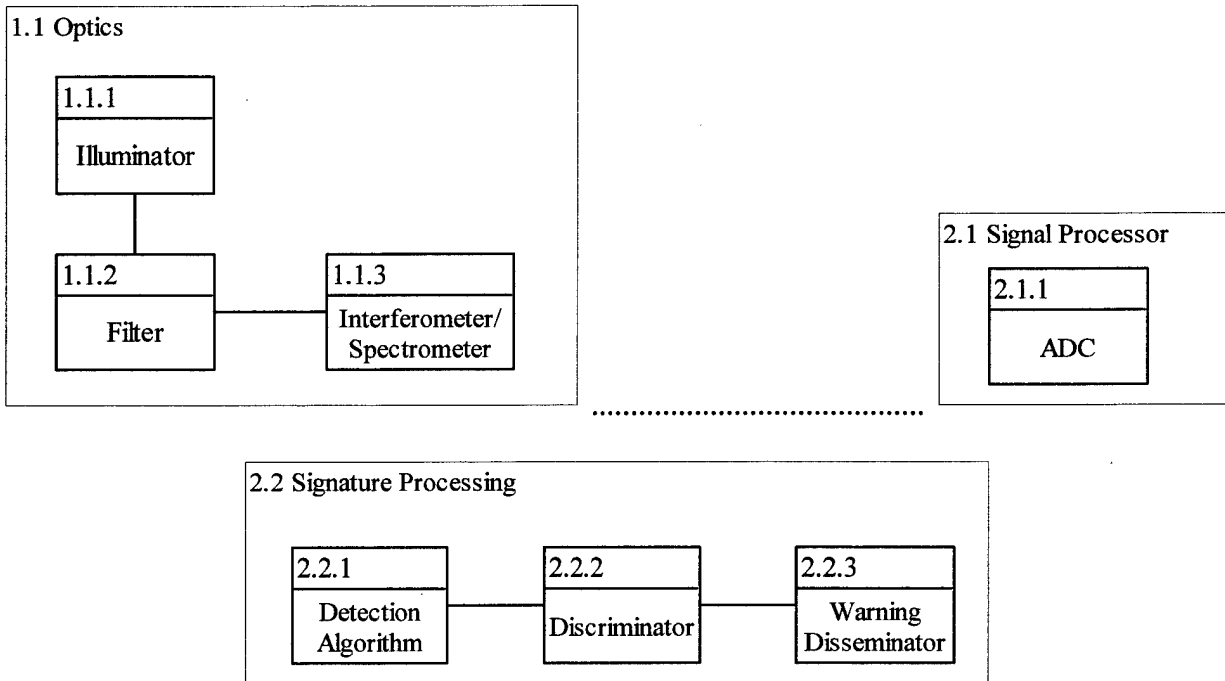 1.1 Optics
1.1.1
Illuminator
1.1.2
Filter
1.1.3
Interferometer/
Spectrometer
2.1 Signal Processor
2.1.1
ADC
2.2 Signature Processing
2.2.1
Detection
Algorithm
2.2.2
Discriminator
2.2.3
Warning
Disseminator